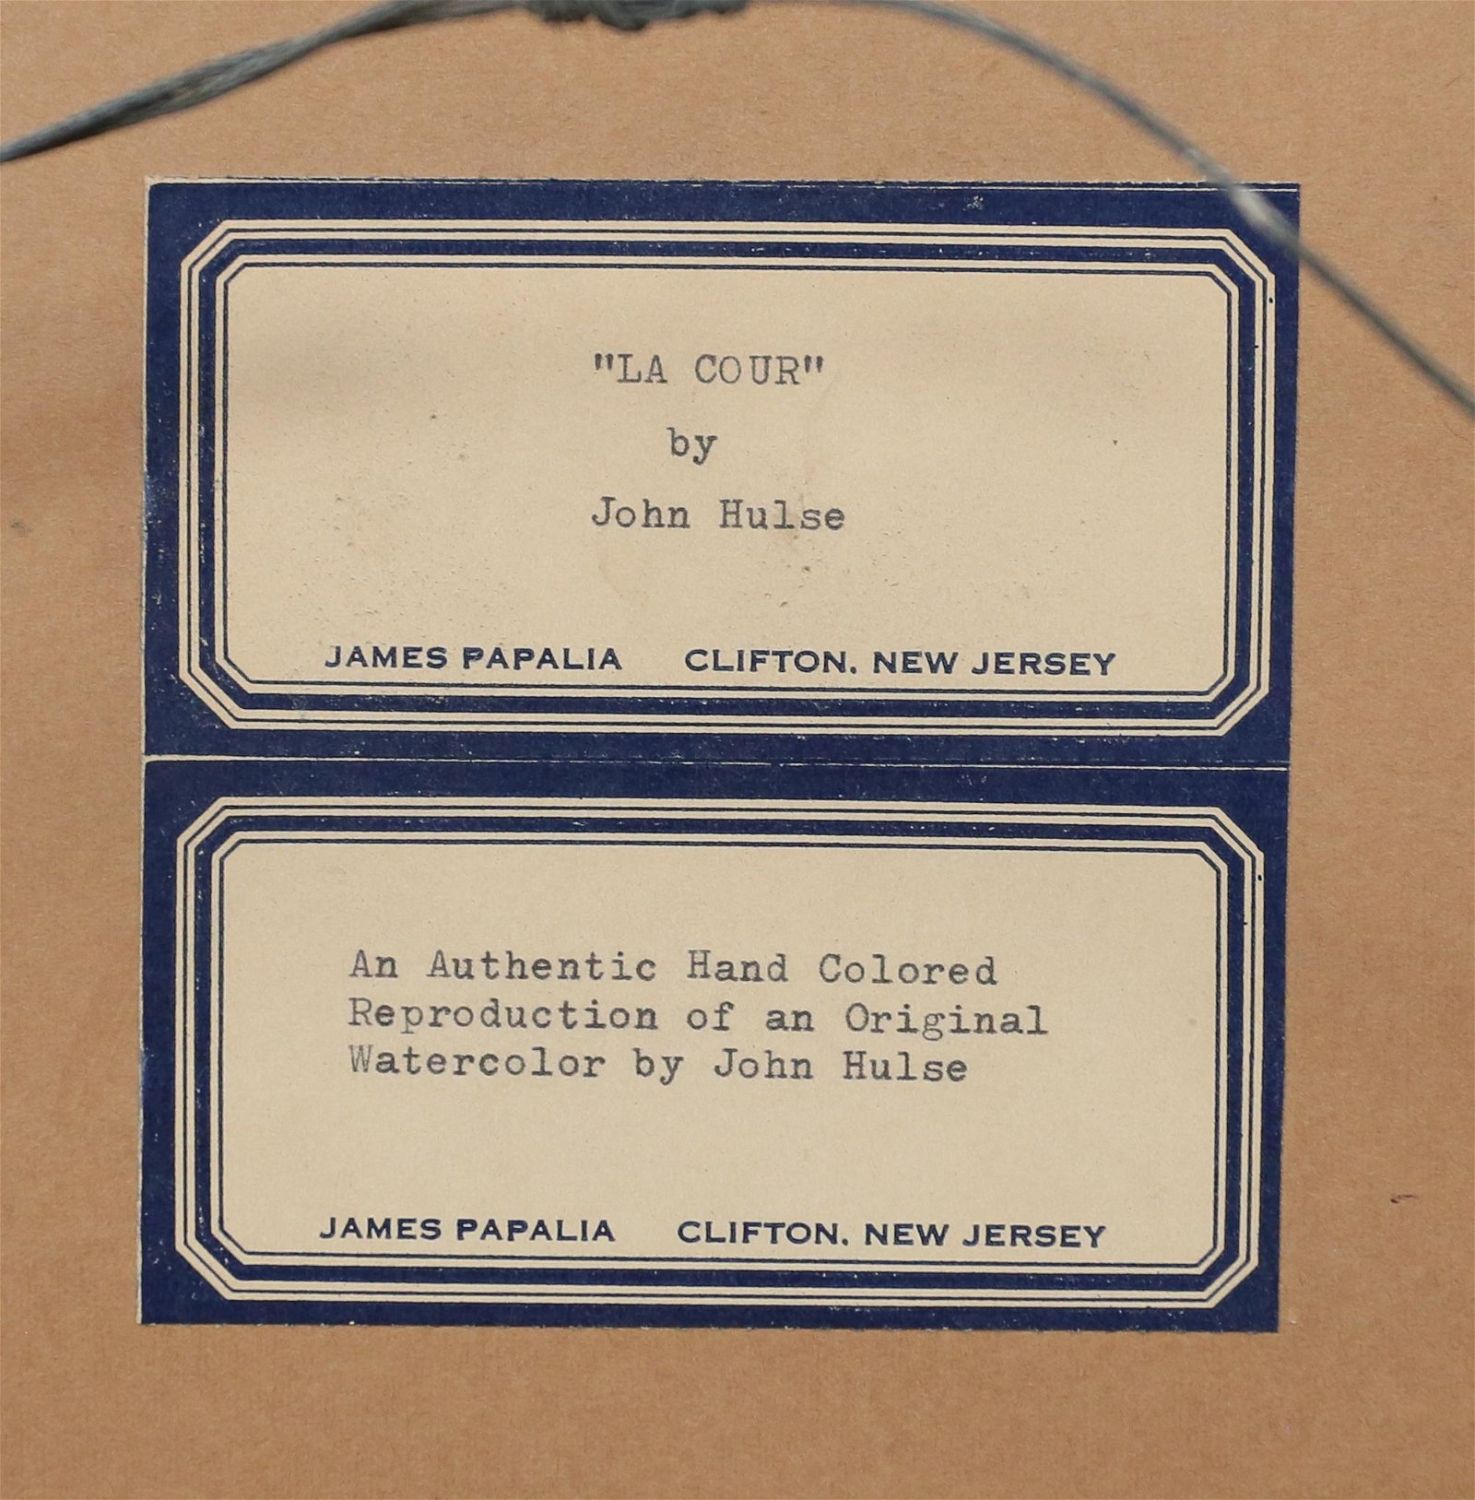 "LA COUR"
by
John Hulse
JAMES PAPALIA CLIFTON. NEW JERSEY
An Authentic Hand Colored
Reproduction of an Original
Watercolor by John Hulse
JAMES PAPALIA CLIFTON. NEW JERSEY